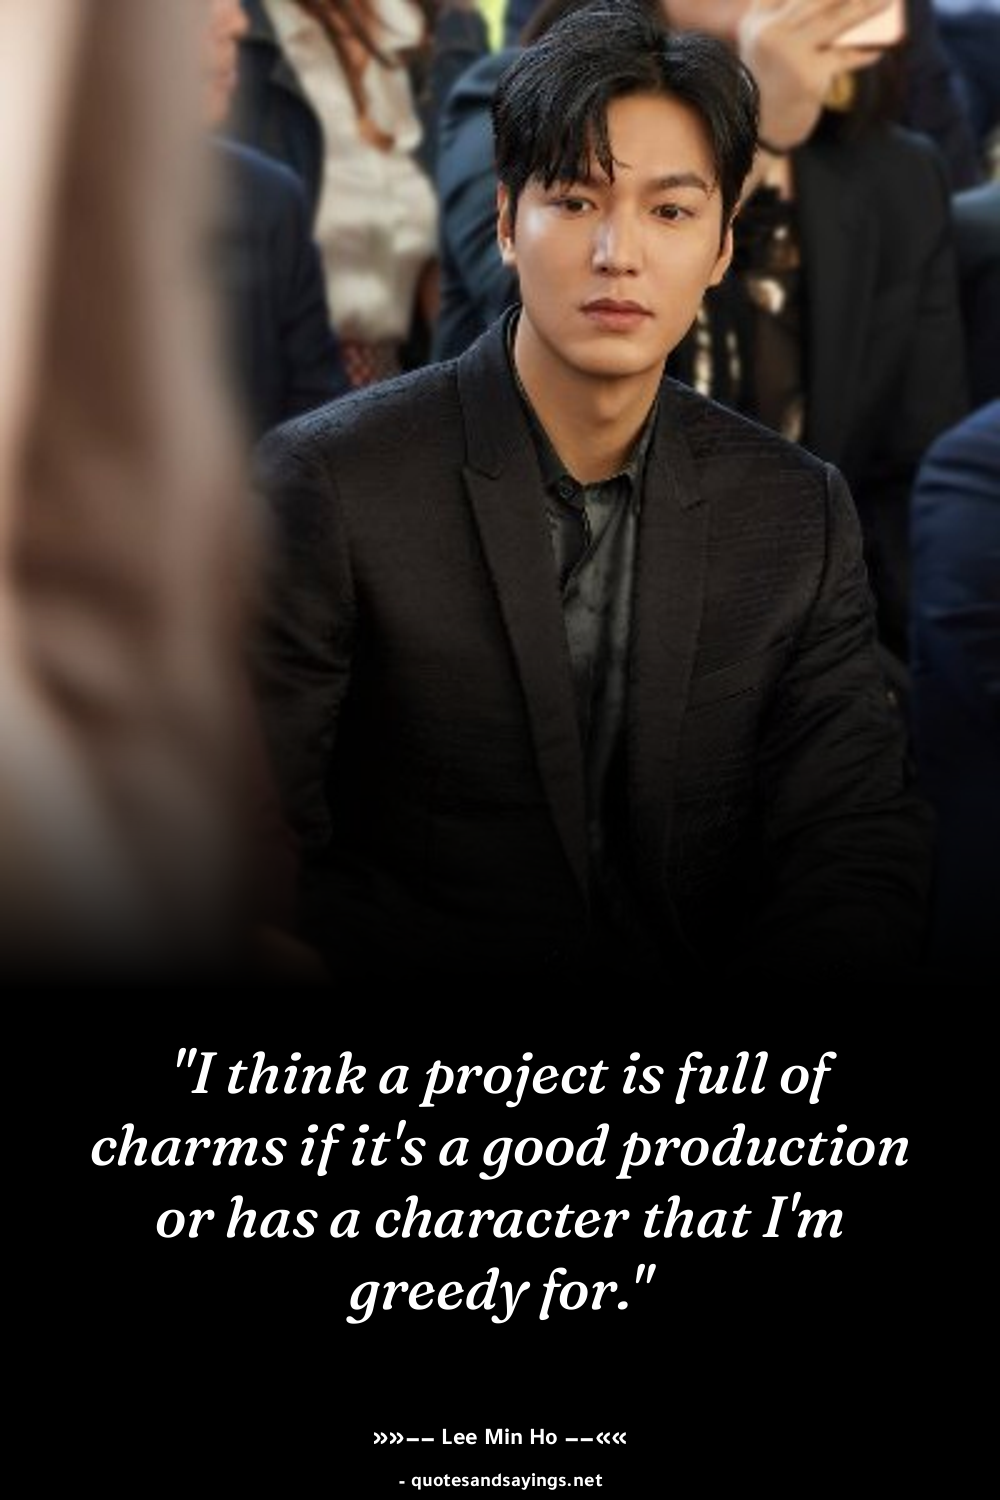 "I think a project is full of
charms if it's a good production
or has a character that I'm
greedy for."
»»–– Lee Min Ho ––««
- quotesandsayings.net